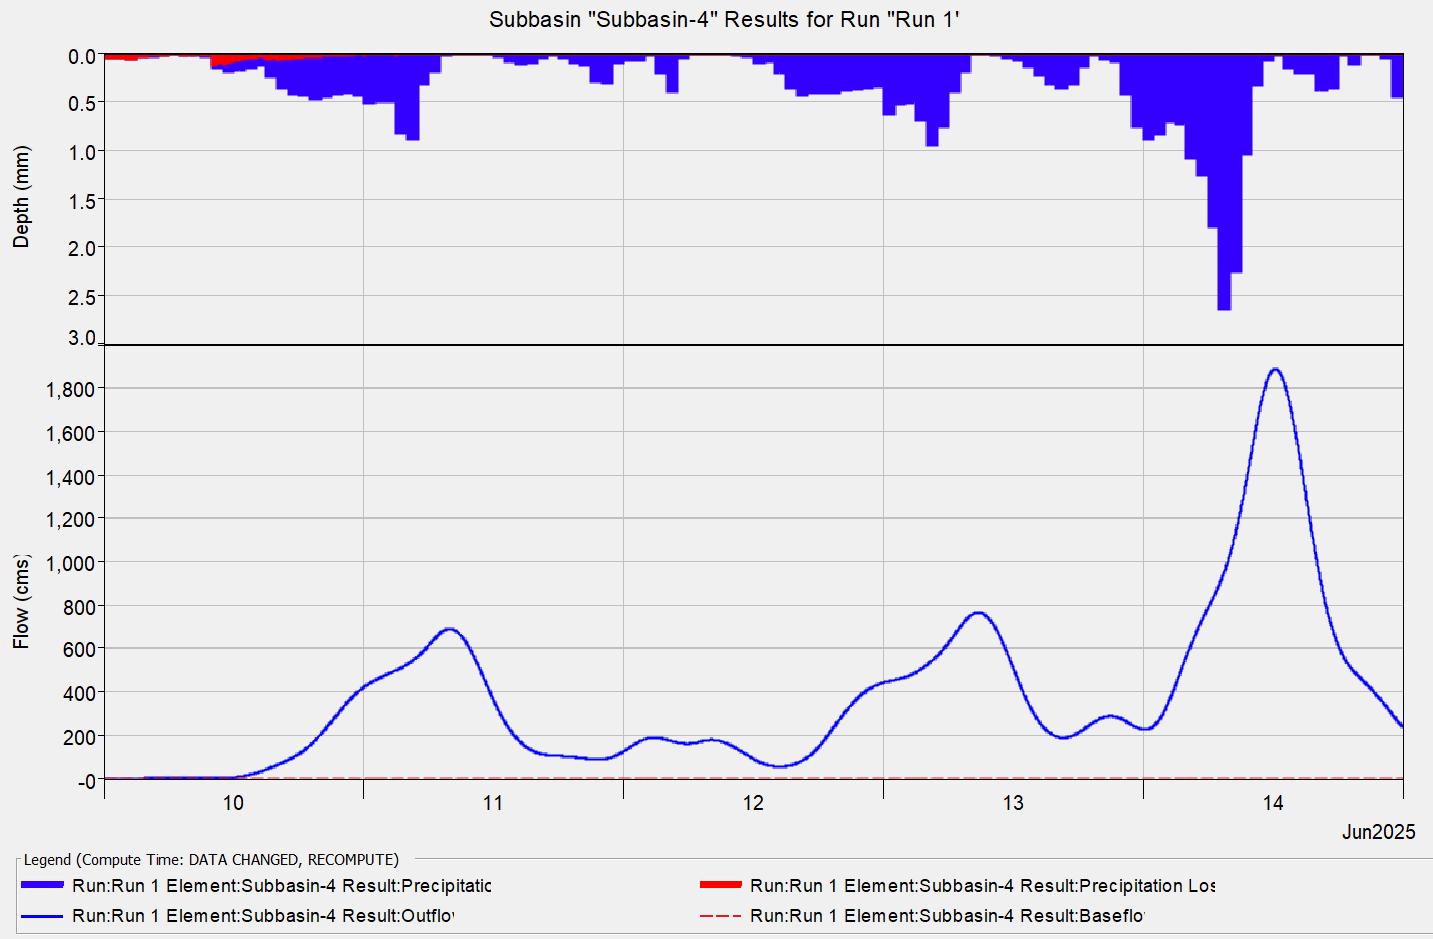 Subbasin "Subbasin-4" Results for Run "Run 1'
0.0
0.5
1.0
1.5
2.0
2.5
3.0
Depth (mm)
1,800
1,600
1,400
1,200
1,000
800
600
400
200
-0
Flow (cms)
10 11 12 13 14
Jun2025
Legend (Compute Time: DATA CHANGED, RECOMPUTE)
Run:Run 1 Element:Subbasin-4 Result:Precipitatic
Run:Run 1 Element:Subbasin-4 Result:Precipitation Los
Run:Run 1 Element:Subbasin-4 Result:Outflov
Run:Run 1 Element:Subbasin-4 Result:Baseflo